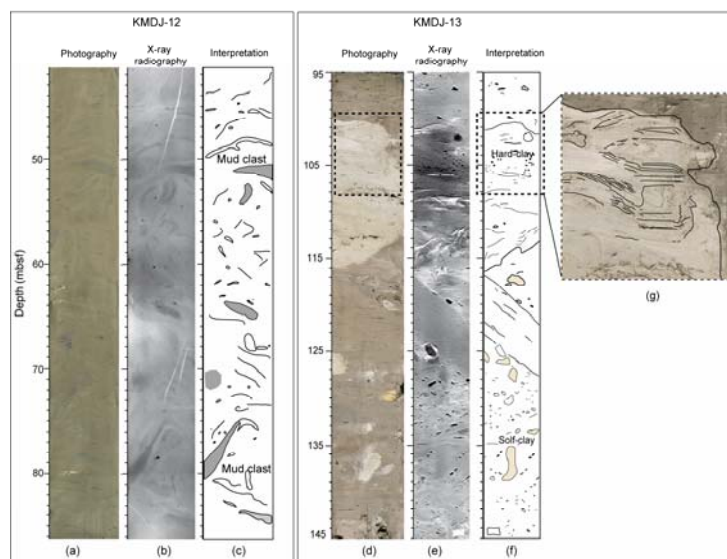 KMDJ-12
KMDJ-13
Photography
X-ray
radiography
Interpretation
Photography
X-ray
radiography
Interpretation
Depth (mbsf)
50
60
70
80
Mud clast
Mud clast
95
105
115
125
135
145
?
Hard-clay
Solf-clay
(a)
(b)
(c)
(d)
(e)
(f)
(g)